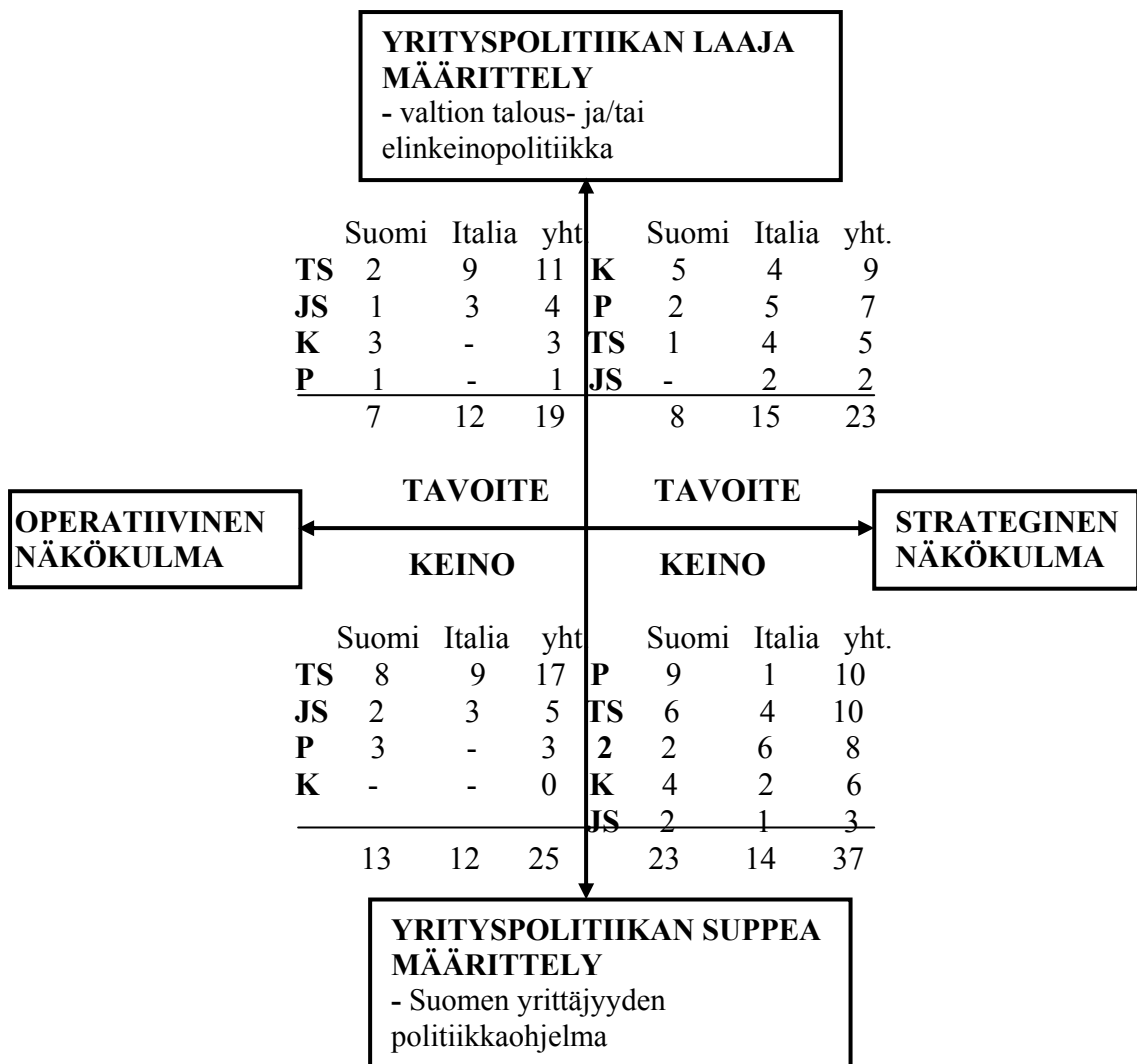 YRITYSPOLITIIKAN LAAJA
MÄÄRITTELY
- valtion talous- ja/tai
elinkeinopolitiikka
Suomi Italia yht. Suomi Italia yht.
TS 2 9 11 K 5 4 9
JS 1 3 4 P 2 5 7
K 3 - 3 TS 1 4 5
P 1 - 1 JS - 2 2
7 12 19 8 15 23
TAVOITE TAVOITE
OPERATIIVINEN
NÄKÖKULMA
STRATEGINEN
NÄKÖKULMA
KEINO KEINO
Suomi Italia yht Suomi Italia yht.
TS 8 9 17 P 9 1 10
JS 2 3 5 TS 6 4 10
P 3 - 3 2 2 6 8
K - - 0 K 4 2 6
JS 2 1 3
13 12 25 23 14 37
YRITYSPOLITIIKAN SUPPEA
MÄÄRITTELY
- Suomen yrittäjyyden
politiikkaohjelma